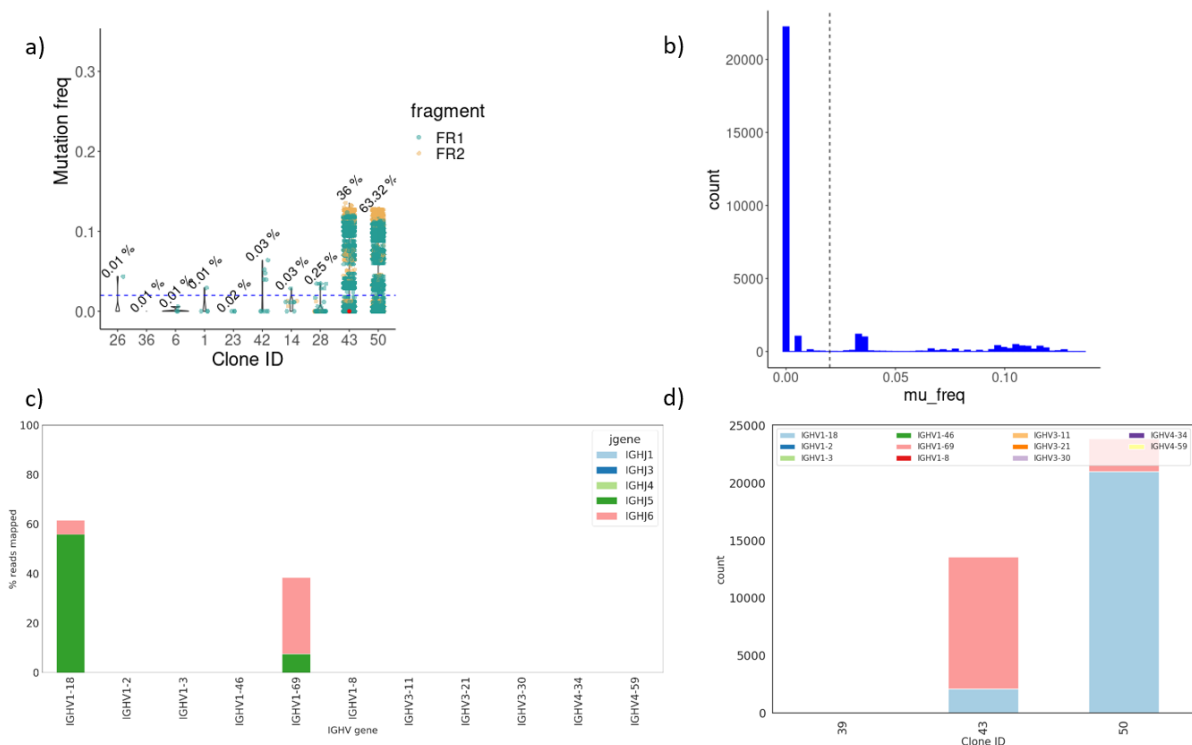 a)
Mutation freq
0.3
0.2
0.1
0.0
0.01 %
0.01 %
0.01 %
0.01 %
0.02 %
0.03 %
0.03 %
0.25 %
36 %
63.32 %
26 36 6 1 23 42 14 28 43 50
Clone ID
fragment
FR1
FR2
b)
count
20000
15000
10000
5000
0
0.00 0.05 0.10
mu_freq
c)
% reads mapped
100
80
60
40
20
0
jgene
IGHJ1
IGHJ3
IGHJ4
IGHJ5
IGHJ6
IGHV1-18 IGHV1-2 IGHV1-3 IGHV1-46 IGHV1-69 IGHV1-8 IGHV3-11 IGHV3-21 IGHV3-30 IGHV4-34 IGHV4-59
IGHV gene
d)
count
25000
20000
15000
10000
5000
0
IGHV1-18 IGHV1-46 IGHV3-11 IGHV4-34
IGHV1-2 IGHV1-69 IGHV3-21 IGHV4-59
IGHV1-3 IGHV1-8 IGHV3-30
39 43 50
Clone ID